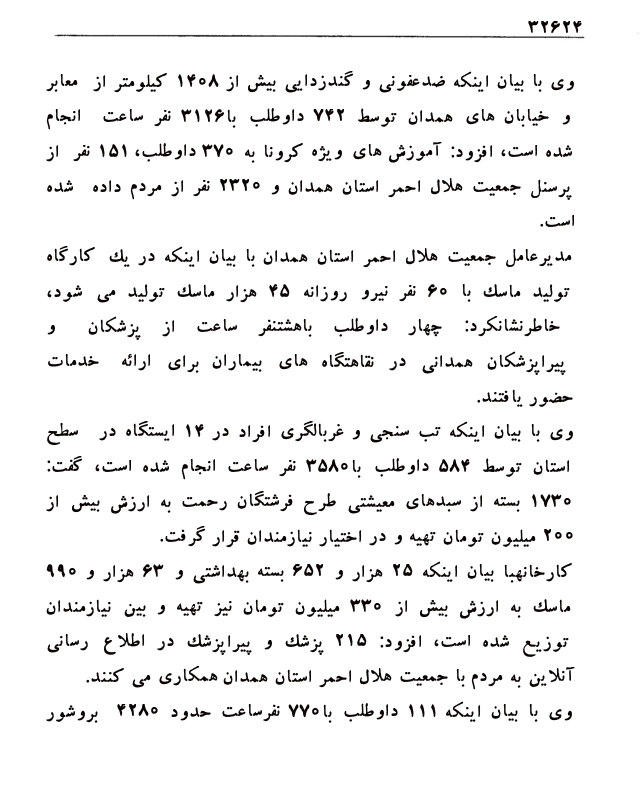 ۳۲۶۲۴
وی با بیان اینکه ضدعفونی و گندزدایی بیش از ۱۴۰۸ کیلومتر از معابر
و خیابان های همدان توسط ۷۴۲ داوطلب با۳۱۲۶ نفر ساعت انجام
شده است، افزود: آموزش های ویژه کرونا به ۳۷۰ داوطلب، ۱۵۱ نفر از
پرسنل جمعیت هلال احمر استان همدان و ۲۳۲۰ نفر از مردم داده شده
است.
مدیرعامل جمعیت هلال احمر استان همدان با بیان اینکه در یك کارگاه
تولید ماسك با ۶۰ نفر نیرو روزانه ۴۵ هزار ماسك تولید می شود،
خاطرنشانکرد: چهار داوطلب باهشتنفر ساعت از پزشکان و
پیراپزشکان همدانی در نقاهتگاه های بیماران برای ارائه خدمات
حضور یافتند.
وی با بیان اینکه تب سنجی و غربالگری افراد در ۱۴ ایستگاه در سطح
استان توسط ۵۸۴ داوطلب با۳۵۸۰ نفر ساعت انجام شده است، گفت:
۱۷۳۰ بسته از سبدهای معیشتی طرح فرشتگان رحمت به ارزش بیش از
۲۰۰ میلیون تومان تهیه و در اختیار نیازمندان قرار گرفت.
کارخانهبا بیان اینکه ۲۵ هزار و ۶۵۲ بسته بهداشتی و ۶۳ هزار و ۹۹۰
ماسك به ارزش بیش از ۳۳۰ میلیون تومان نیز تهیه و بین نیازمندان
توزیع شده است، افزود: ۲۱۵ پزشك و پیراپزشك در اطلاع رسانی
آنلاین به مردم با جمعیت هلال احمر استان همدان همکاری می کنند.
وی با بیان اینکه ۱۱۱ داوطلب با۷۷۰ نفرساعت حدود ۴۲۸۰ بروشور